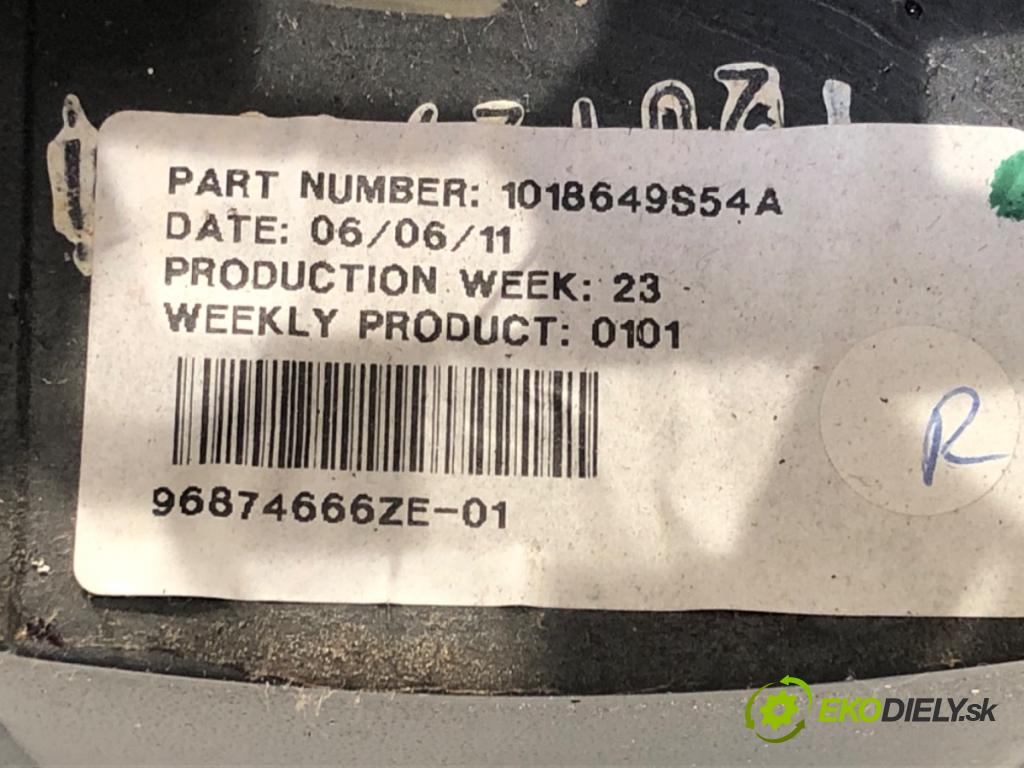 PART NUMBER: 1018649S54A
DATE: 06/06/11
PRODUCTION WEEK: 23
WEEKLY PRODUCT: 0101
R
96874666ZE-01
EKODIELY.sk